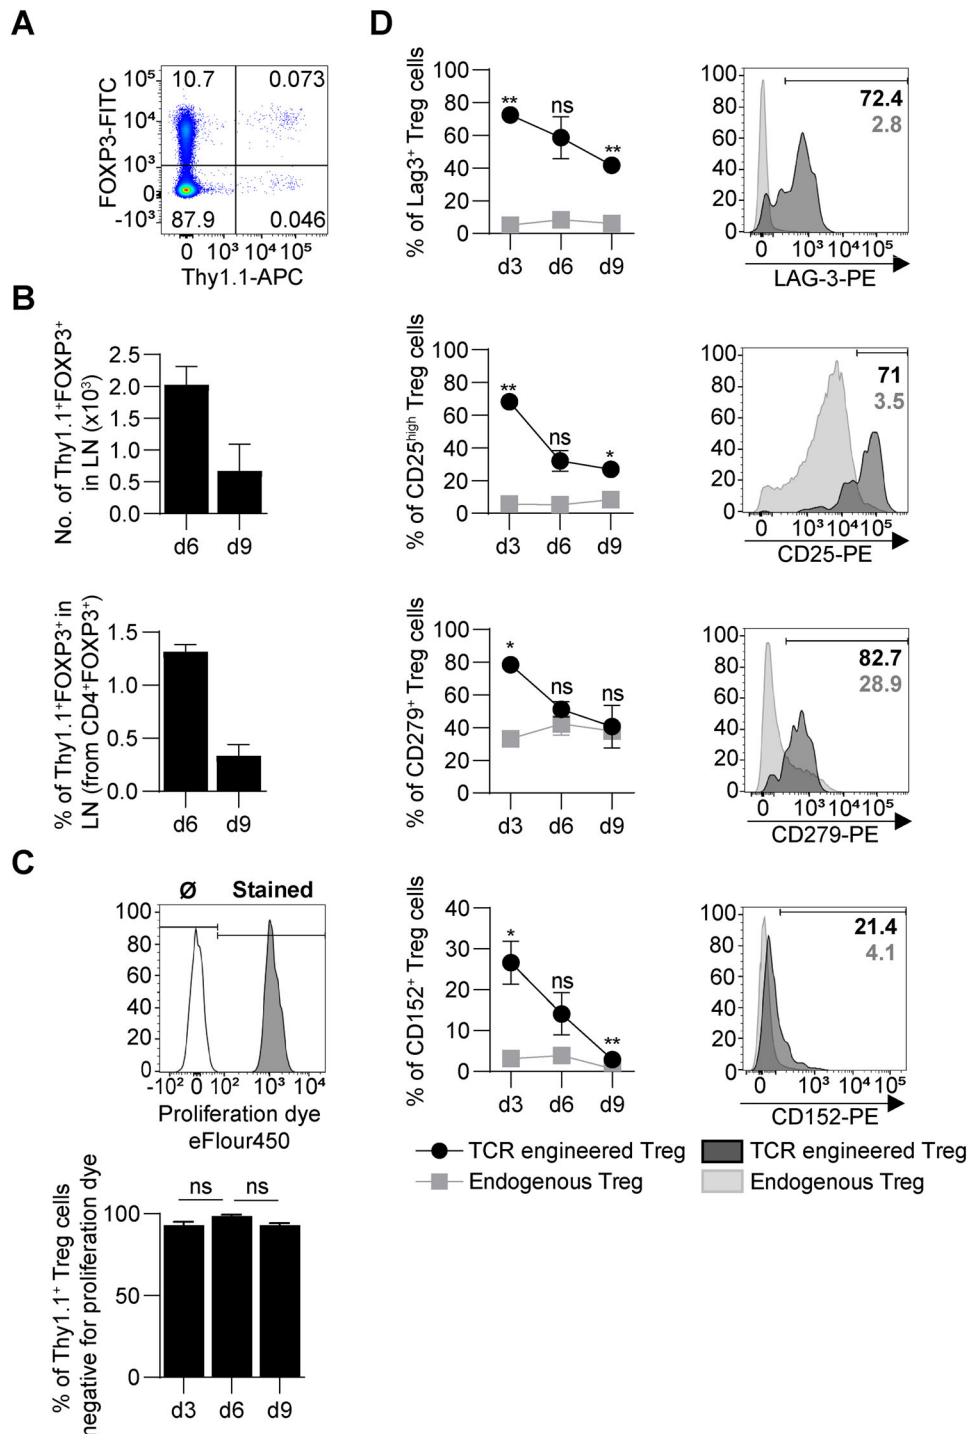 A
FOXP3-FITC
10⁵
10⁴
10³
0
-10³
10.7
0.073
87.9
0.046
0
10³
10⁴
10⁵
Thy1.1-APC
B
No. of Thy1.1⁺FOXP3⁺
in LN (x10³)
2.5
2.0
1.5
1.0
0.5
0.0
d6
d9
% of Thy1.1⁺FOXP3⁺ in
LN (from CD4⁺FOXP3⁺)
1.5
1.0
0.5
0.0
d6
d9
C
Ø
Stained
100
80
60
40
20
0
-10²
0
10²
10³
10⁴
Proliferation dye
eFlour450
% of Thy1.1⁺ Treg cells
negative for proliferation dye
ns
ns
100
50
0
d3
d6
d9
D
% of Lag3⁺ Treg cells
100
80
60
40
20
0
**
ns
**
d3
d6
d9
100
80
60
40
20
0
72.4
2.8
0
10³
10⁴
10⁵
LAG-3-PE
% of CD25ʰⁱᵍʰ Treg cells
100
80
60
40
20
0
**
ns
*
d3
d6
d9
100
80
60
40
20
0
71
3.5
0
10³
10⁴
10⁵
CD25-PE
% of CD279⁺ Treg cells
100
80
60
40
20
0
*
ns
ns
d3
d6
d9
100
80
60
40
20
0
82.7
28.9
0
10³
10⁴
10⁵
CD279-PE
% of CD152⁺ Treg cells
40
30
20
10
0
*
ns
**
d3
d6
d9
100
80
60
40
20
0
21.4
4.1
0
10³
10⁴
10⁵
CD152-PE
TCR engineered Treg
Endogenous Treg
TCR engineered Treg
Endogenous Treg